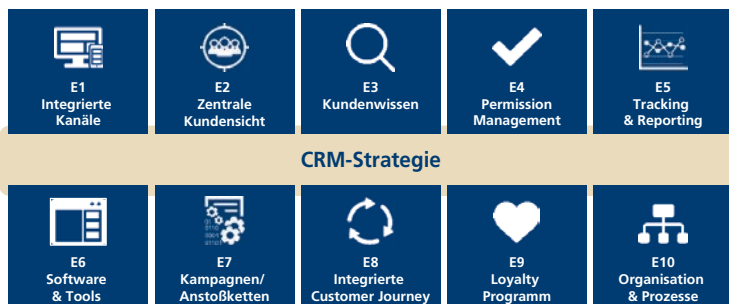 E1
Integrierte
Kanäle
E2
Zentrale
Kundensicht
E3
Kundenwissen
E4
Permission
Management
E5
Tracking
& Reporting
CRM-Strategie
E6
Software
& Tools
E7
Kampagnen/
Anstoßketten
E8
Integrierte
Customer Journey
E9
Loyalty
Programm
E10
Organisation
& Prozesse